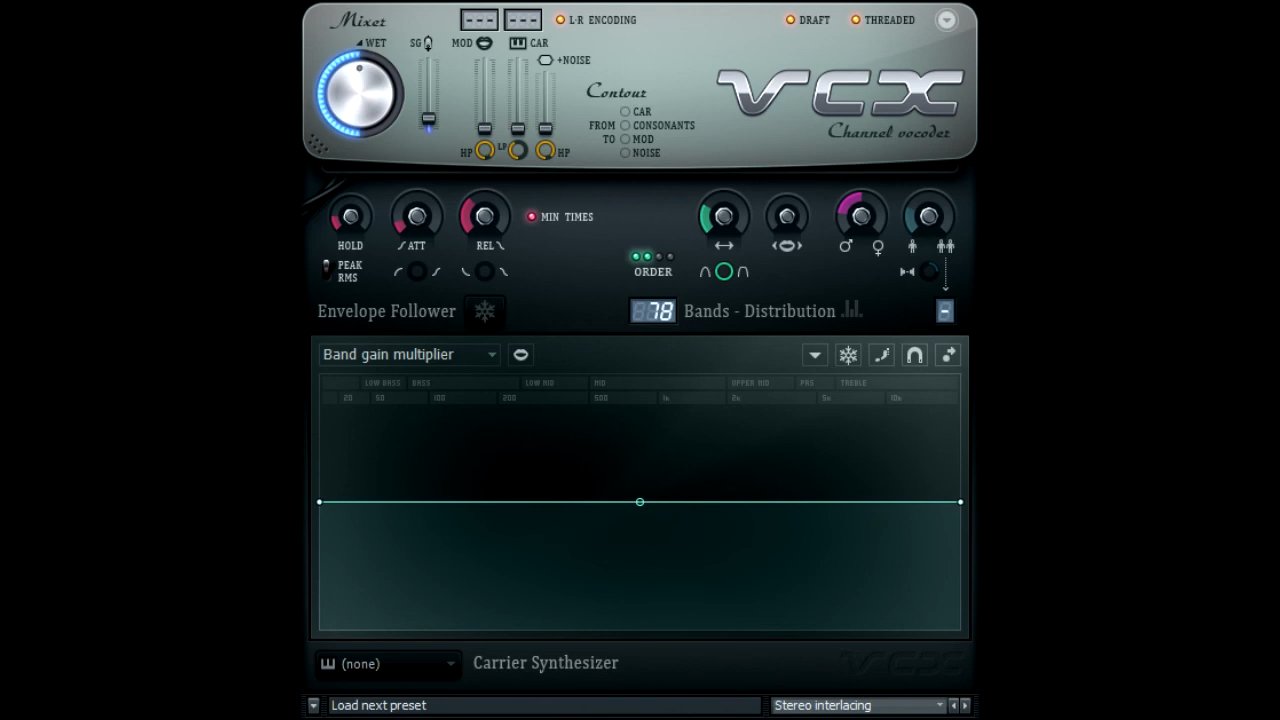 Mixer
--- ---
L-R ENCODING
DRAFT
THREADED
WET
SG
MOD
CAR
+NOISE
Contour
CAR
FROM CONSONANTS
TO MOD
NOISE
HP
LP
HP
VCX
Channel vocoder
HOLD
ATT
REL
MIN TIMES
PEAK
RMS
ORDER
Envelope Follower
78
Bands - Distribution
-
Band gain multiplier
LOW BASS BASS LOW MID MID UPPER MID PRS TREBLE
20 50 100 200 500 1k 2k 5k 10k
(none)
Carrier Synthesizer
VCX
Load next preset
Stereo interlacing